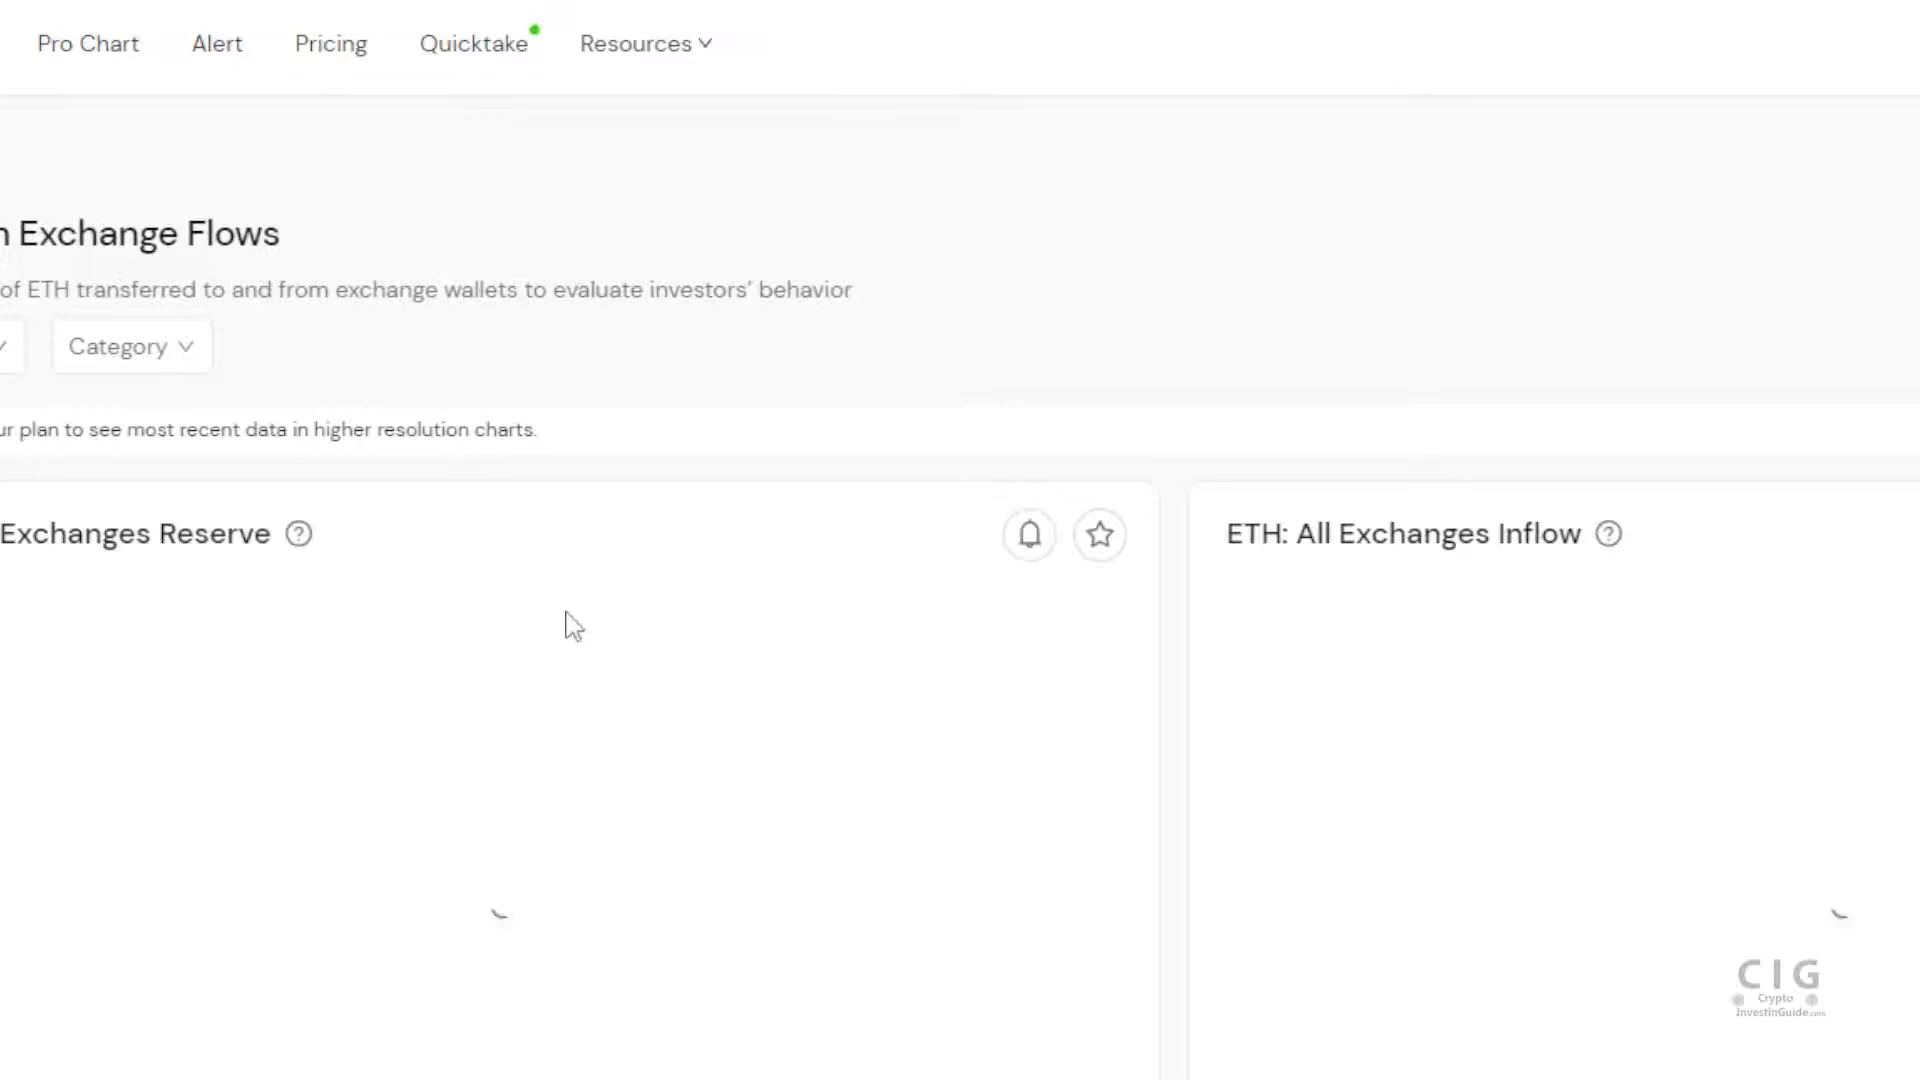 Pro Chart Alert Pricing Quicktake Resources
n Exchange Flows
of ETH transferred to and from exchange wallets to evaluate investors' behavior
Category
ur plan to see most recent data in higher resolution charts.
Exchanges Reserve
ETH: All Exchanges Inflow
CIG
Crypto
InvestinGuide.com